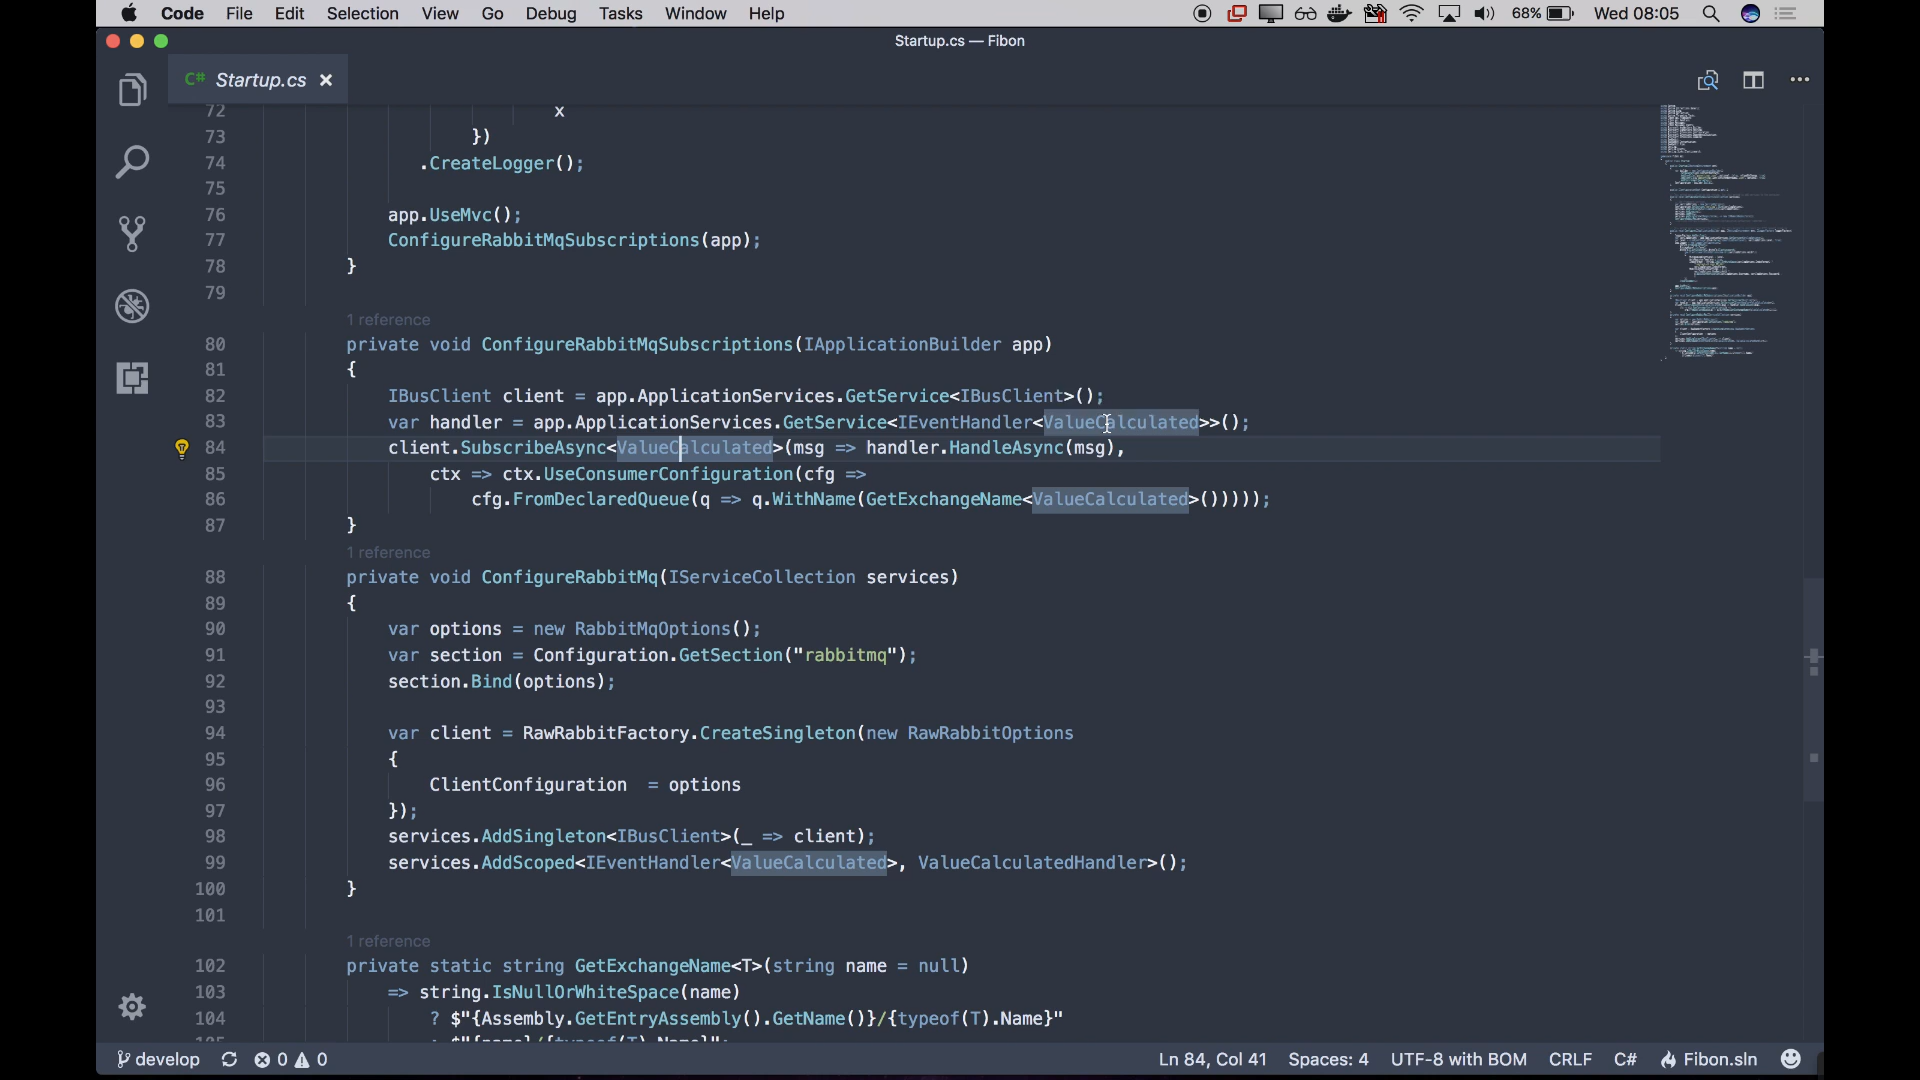 Code File Edit Selection View Go Debug Tasks Window Help 68% Wed 08:05
Startup.cs — Fibon
C# Startup.cs ×
72 x
73 })
74 .CreateLogger();
75
76 app.UseMvc();
77 ConfigureRabbitMqSubscriptions(app);
78 }
79
1 reference
80 private void ConfigureRabbitMqSubscriptions(IApplicationBuilder app)
81 {
82 IBusClient client = app.ApplicationServices.GetService<IBusClient>();
83 var handler = app.ApplicationServices.GetService<IEventHandler<ValueCalculated>>();
84 client.SubscribeAsync<ValueCalculated>(msg => handler.HandleAsync(msg),
85 ctx => ctx.UseConsumerConfiguration(cfg =>
86 cfg.FromDeclaredQueue(q => q.WithName(GetExchangeName<ValueCalculated>()))));
87 }
1 reference
88 private void ConfigureRabbitMq(IServiceCollection services)
89 {
90 var options = new RabbitMqOptions();
91 var section = Configuration.GetSection("rabbitmq");
92 section.Bind(options);
93
94 var client = RawRabbitFactory.CreateSingleton(new RawRabbitOptions
95 {
96 ClientConfiguration = options
97 });
98 services.AddSingleton<IBusClient>(_ => client);
99 services.AddScoped<IEventHandler<ValueCalculated>, ValueCalculatedHandler>();
100 }
101
1 reference
102 private static string GetExchangeName<T>(string name = null)
103 => string.IsNullOrWhiteSpace(name)
104 ? $"{Assembly.GetEntryAssembly().GetName()}/{typeof(T).Name}"
105 : $"{name}/{typeof(T).Name}";
develop 0 0 Ln 84, Col 41 Spaces: 4 UTF-8 with BOM CRLF C# Fibon.sln